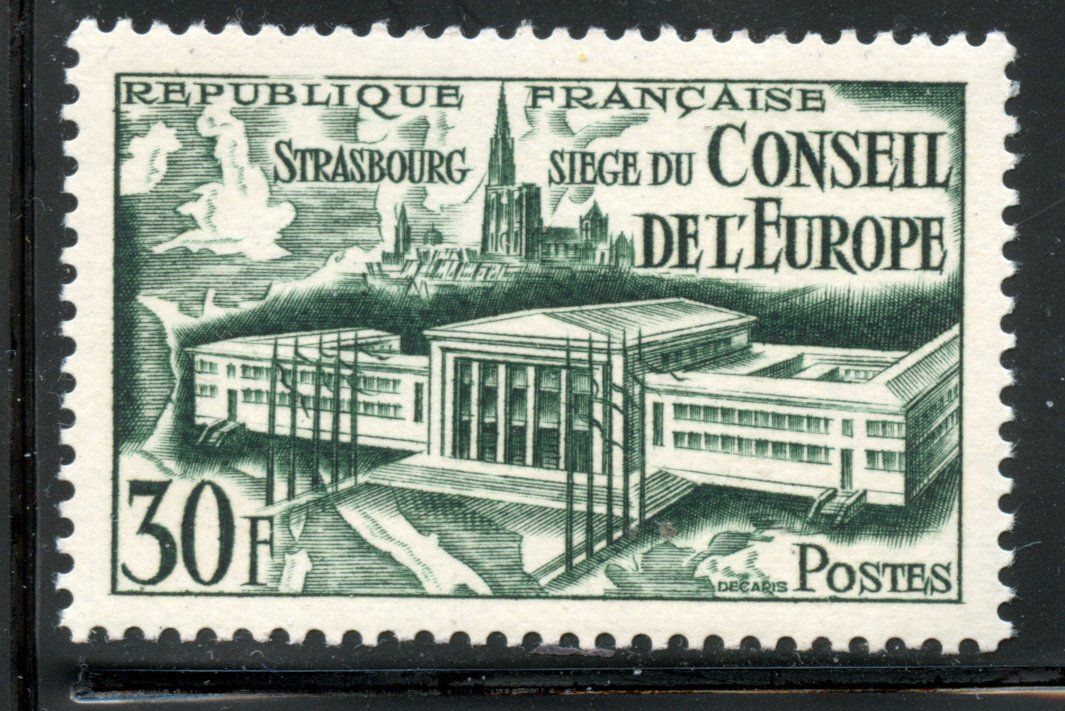 REPUBLIQUE FRANÇAISE
STRASBOURG SIEGE DU CONSEIL
DE L'EUROPE
30F
DECARIS POSTES